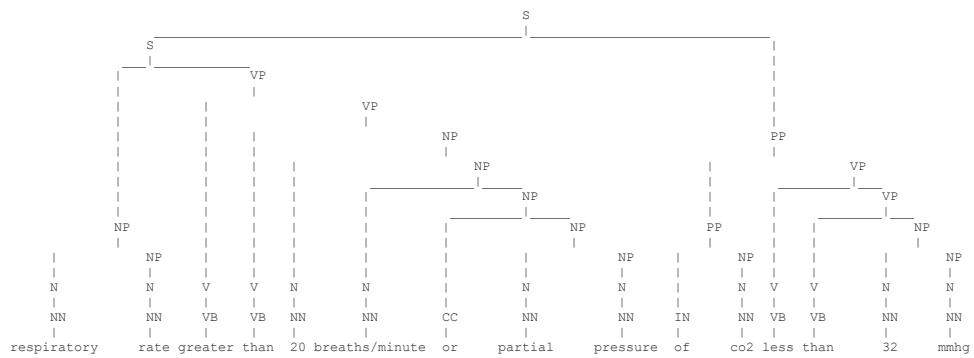 S
S
VP
VP
NP PP
NP VP
NP VP
NP NP PP NP
NP NP NP NP
N N V V N N N N N V V N N
NN NN VB VB NN NN CC NN NN IN NN VB VB NN NN
respiratory rate greater than 20 breaths/minute or partial pressure of co2 less than 32 mmhg